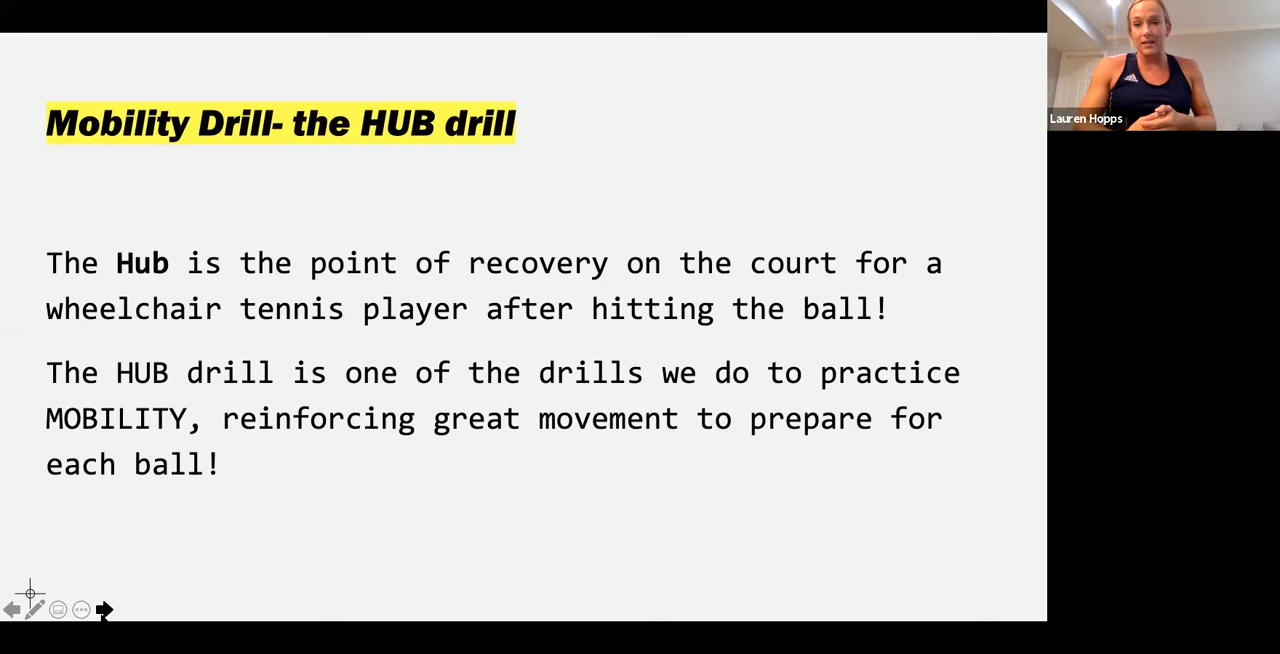 Mobility Drill- the HUB drill
The Hub is the point of recovery on the court for a
wheelchair tennis player after hitting the ball!
The HUB drill is one of the drills we do to practice
MOBILITY, reinforcing great movement to prepare for
each ball!
Lauren Hopps